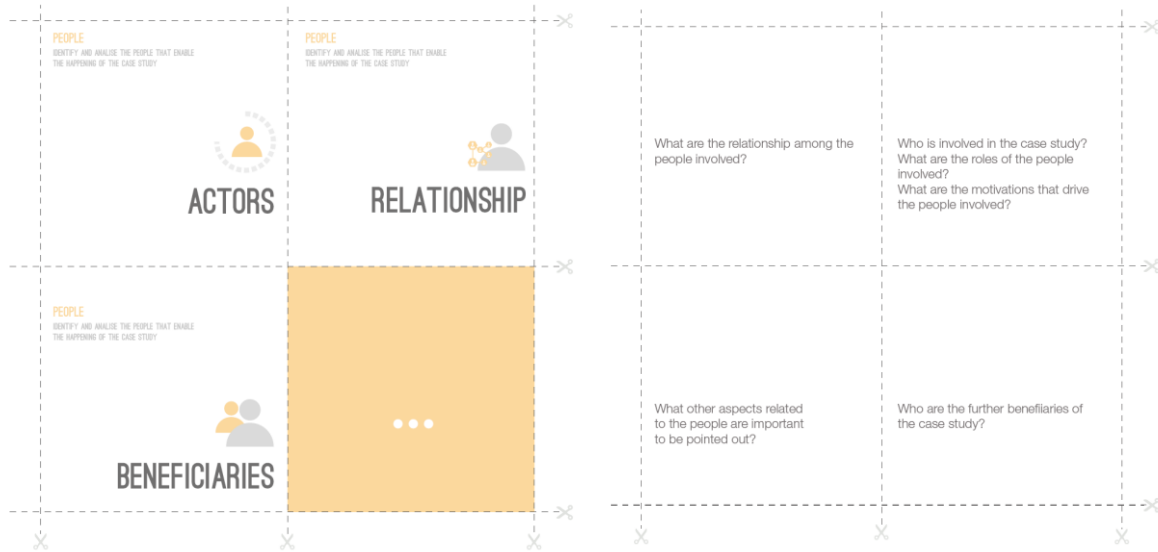 PEOPLE
IDENTIFY AND ANALISE THE PEOPLE THAT ENABLE
THE HAPPENING OF THE CASE STUDY
ACTORS
PEOPLE
IDENTIFY AND ANALISE THE PEOPLE THAT ENABLE
THE HAPPENING OF THE CASE STUDY
RELATIONSHIP
PEOPLE
IDENTIFY AND ANALISE THE PEOPLE THAT ENABLE
THE HAPPENING OF THE CASE STUDY
BENEFICIARIES
What are the relationship among the
people involved?
Who is involved in the case study?
What are the roles of the people
involved?
What are the motivations that drive
the people involved?
What other aspects related
to the people are important
to be pointed out?
Who are the further benefiiaries of
the case study?